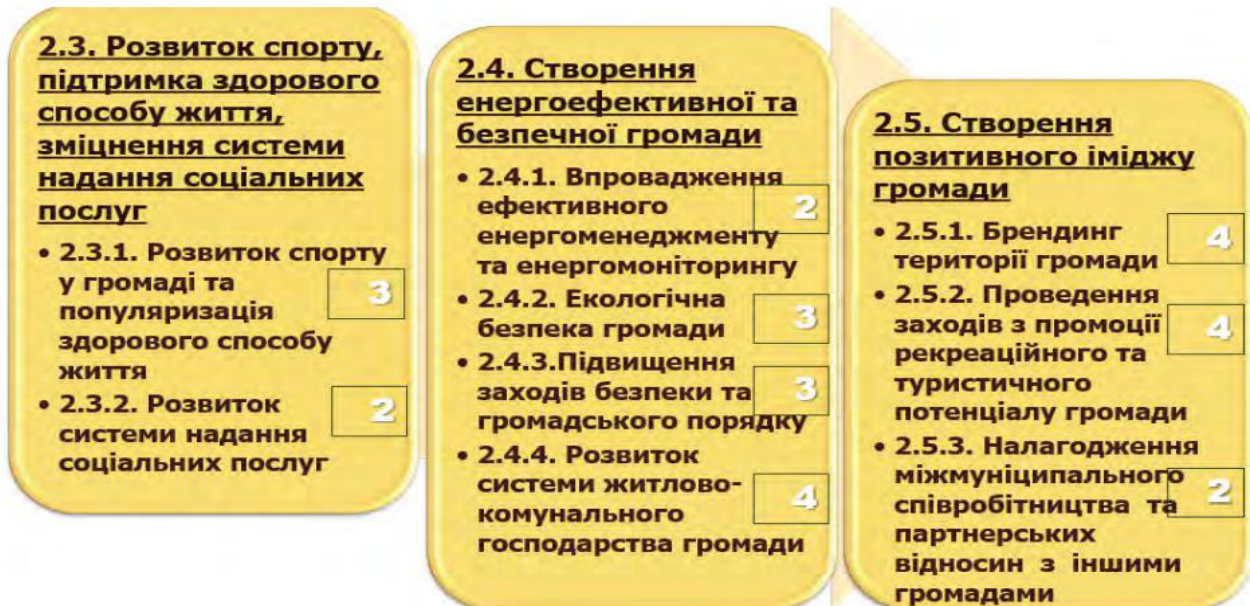 2.3. Розвиток спорту,
підтримка здорового
способу життя,
зміцнення системи
надання соціальних
послуг
• 2.3.1. Розвиток спорту
у громаді та
популяризація
здорового способу
життя
3
• 2.3.2. Розвиток
системи надання
соціальних послуг
2
2.4. Створення
енергоефективної та
безпечної громади
• 2.4.1. Впровадження
ефективного
енергоменеджменту
та енергомоніторингу
2
• 2.4.2. Екологічна
безпека громади
3
• 2.4.3.Підвищення
заходів безпеки та
громадського порядку
3
• 2.4.4. Розвиток
системи житлово-
комунального
господарства громади
4
2.5. Створення
позитивного іміджу
громади
• 2.5.1. Брендинг
території громади
4
• 2.5.2. Проведення
заходів з промоції
рекреаційного та
туристичного
потенціалу громади
4
• 2.5.3. Налагодження
міжмуніципального
співробітництва та
партнерських
відносин з іншими
громадами
2